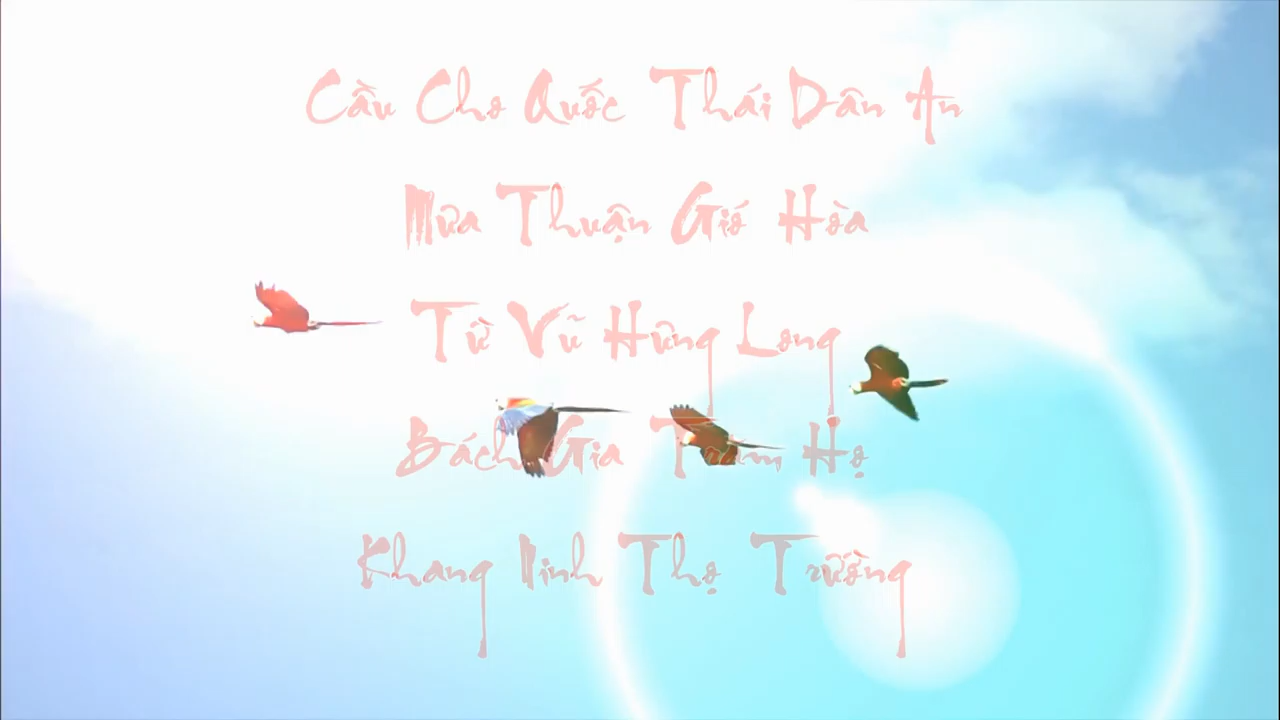 Cầu Cho Quốc Thái Dân An
Mưa Thuận Gió Hòa
Từ Vũ Hưng Long
Bách Gia Trăm Họ
Khang Ninh Thọ Trường